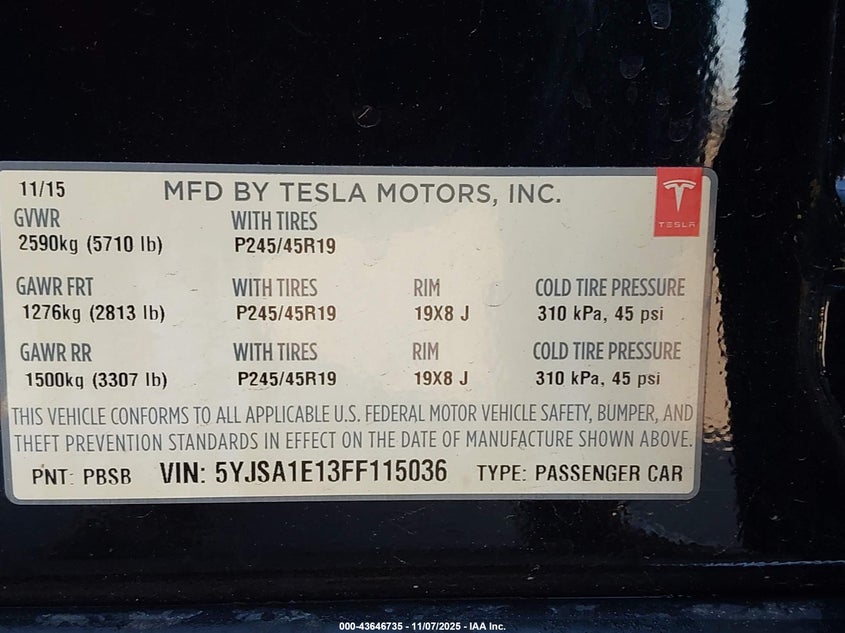 11/15 MFD BY TESLA MOTORS, INC.
TESLA
GVWR WITH TIRES
2590kg (5710 lb) P245/45R19
GAWR FRT WITH TIRES RIM COLD TIRE PRESSURE
1276kg (2813 lb) P245/45R19 19X8 J 310 kPa, 45 psi
GAWR RR WITH TIRES RIM COLD TIRE PRESSURE
1500kg (3307 lb) P245/45R19 19X8 J 310 kPa, 45 psi
THIS VEHICLE CONFORMS TO ALL APPLICABLE U.S. FEDERAL MOTOR VEHICLE SAFETY, BUMPER, AND
THEFT PREVENTION STANDARDS IN EFFECT ON THE DATE OF MANUFACTURE SHOWN ABOVE.
PNT: PBSB VIN: 5YJSA1E13FF115036 TYPE: PASSENGER CAR
000-43646735 - 11/07/2025 - IAA Inc.